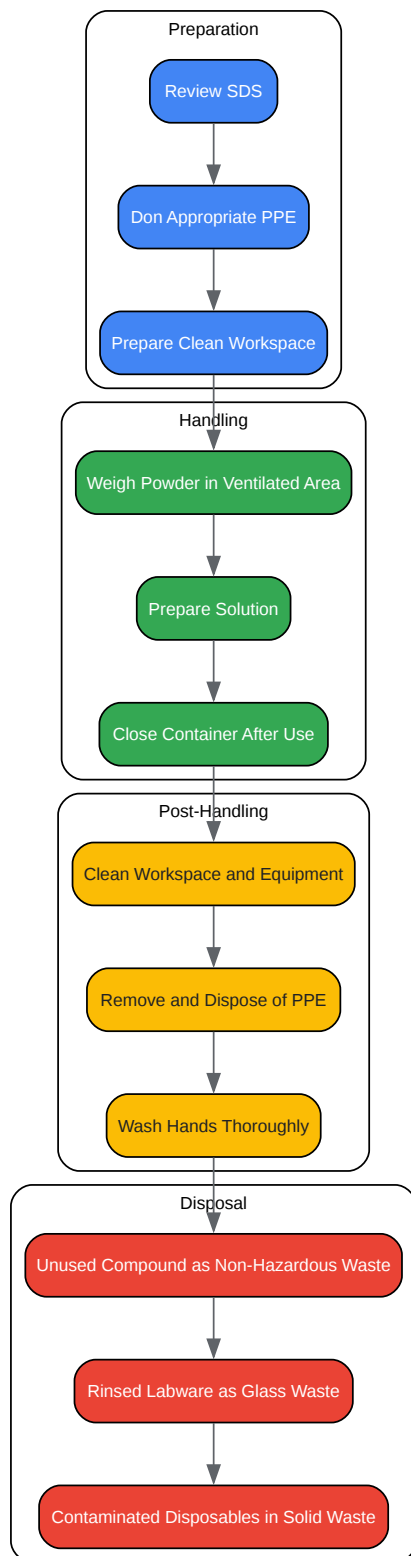 Preparation
Review SDS
Don Appropriate PPE
Prepare Clean Workspace
Handling
Weigh Powder in Ventilated Area
Prepare Solution
Close Container After Use
Post-Handling
Clean Workspace and Equipment
Remove and Dispose of PPE
Wash Hands Thoroughly
Disposal
Unused Compound as Non-Hazardous Waste
Rinsed Labware as Glass Waste
Contaminated Disposables in Solid Waste